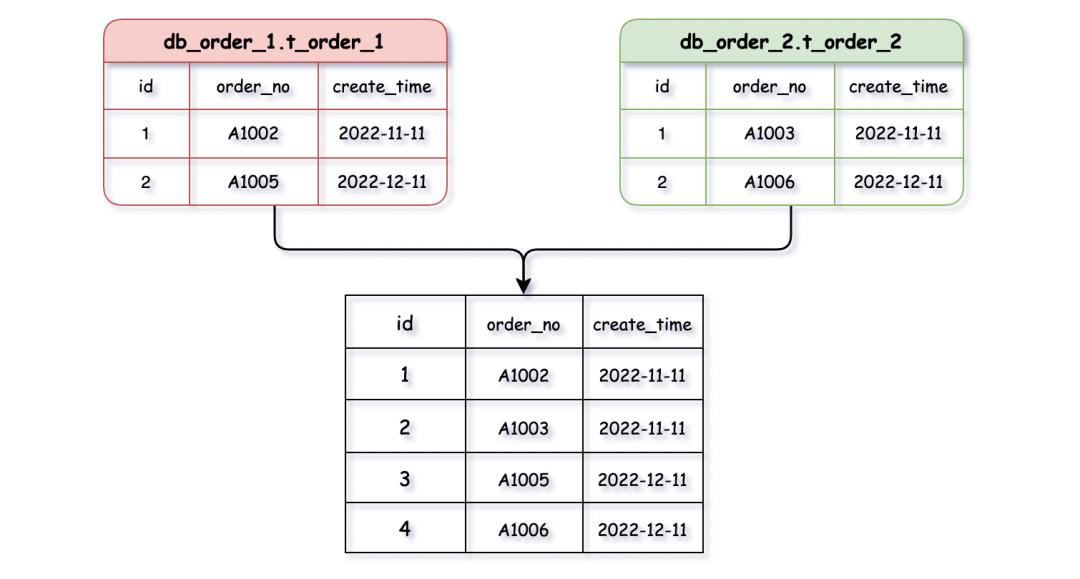 db_order_1.t_order_1
id order_no create_time
1 A1002 2022-11-11
2 A1005 2022-12-11
db_order_2.t_order_2
id order_no create_time
1 A1003 2022-11-11
2 A1006 2022-12-11
id order_no create_time
1 A1002 2022-11-11
2 A1003 2022-11-11
3 A1005 2022-12-11
4 A1006 2022-12-11